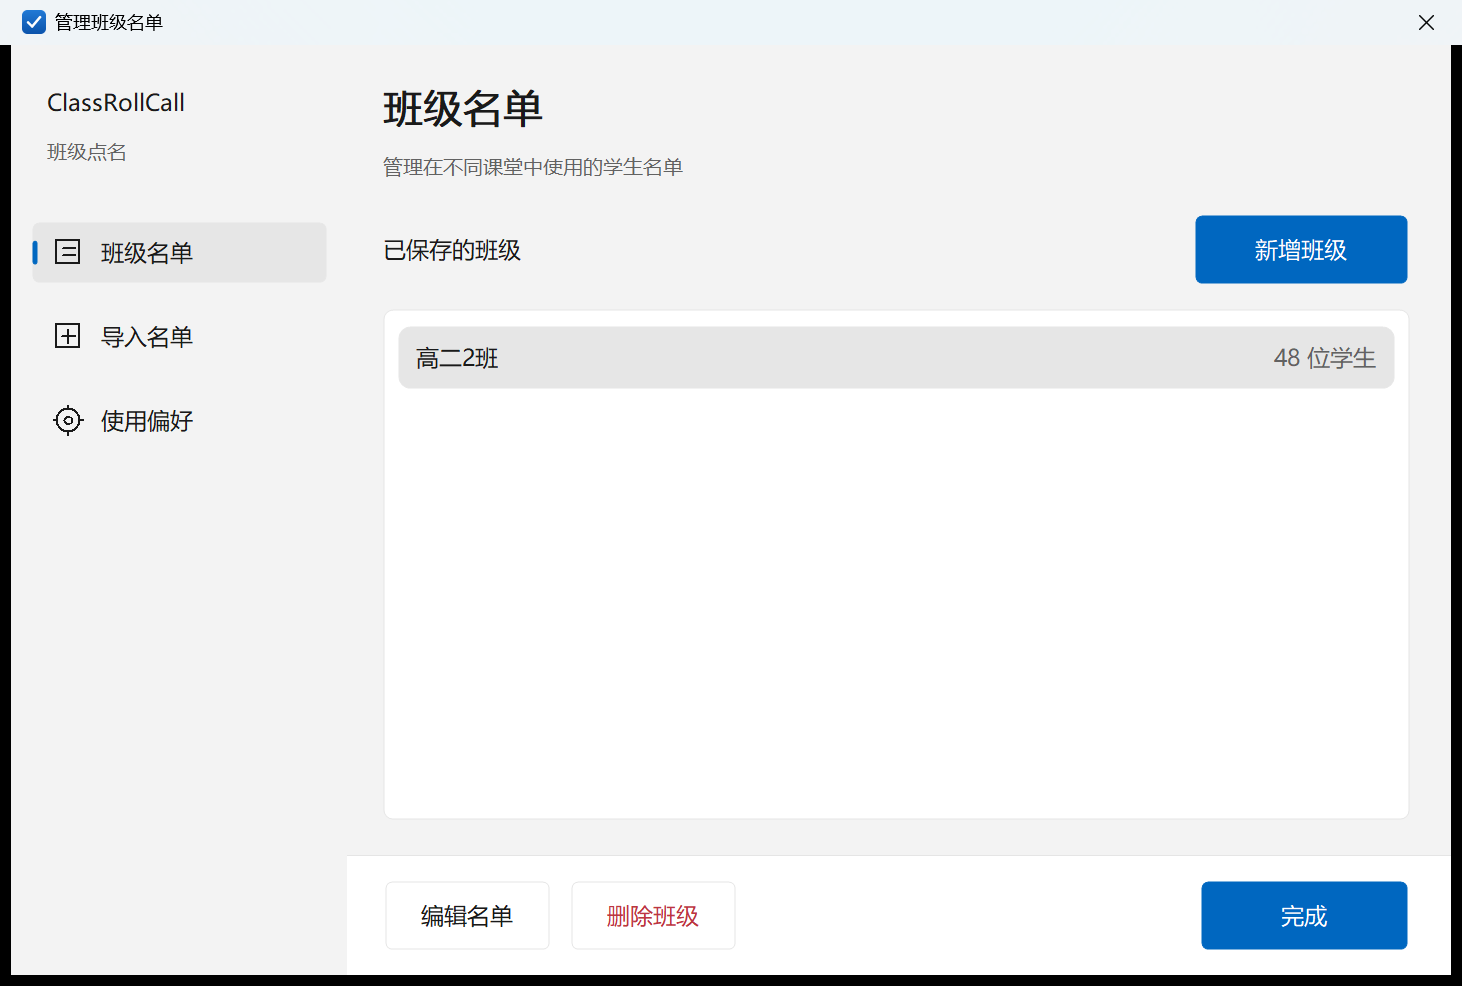 管理班级名单
ClassRollCall
班级点名
班级名单
导入名单
使用偏好
班级名单
管理在不同课堂中使用的学生名单
已保存的班级
新增班级
高二2班
48 位学生
编辑名单
删除班级
完成